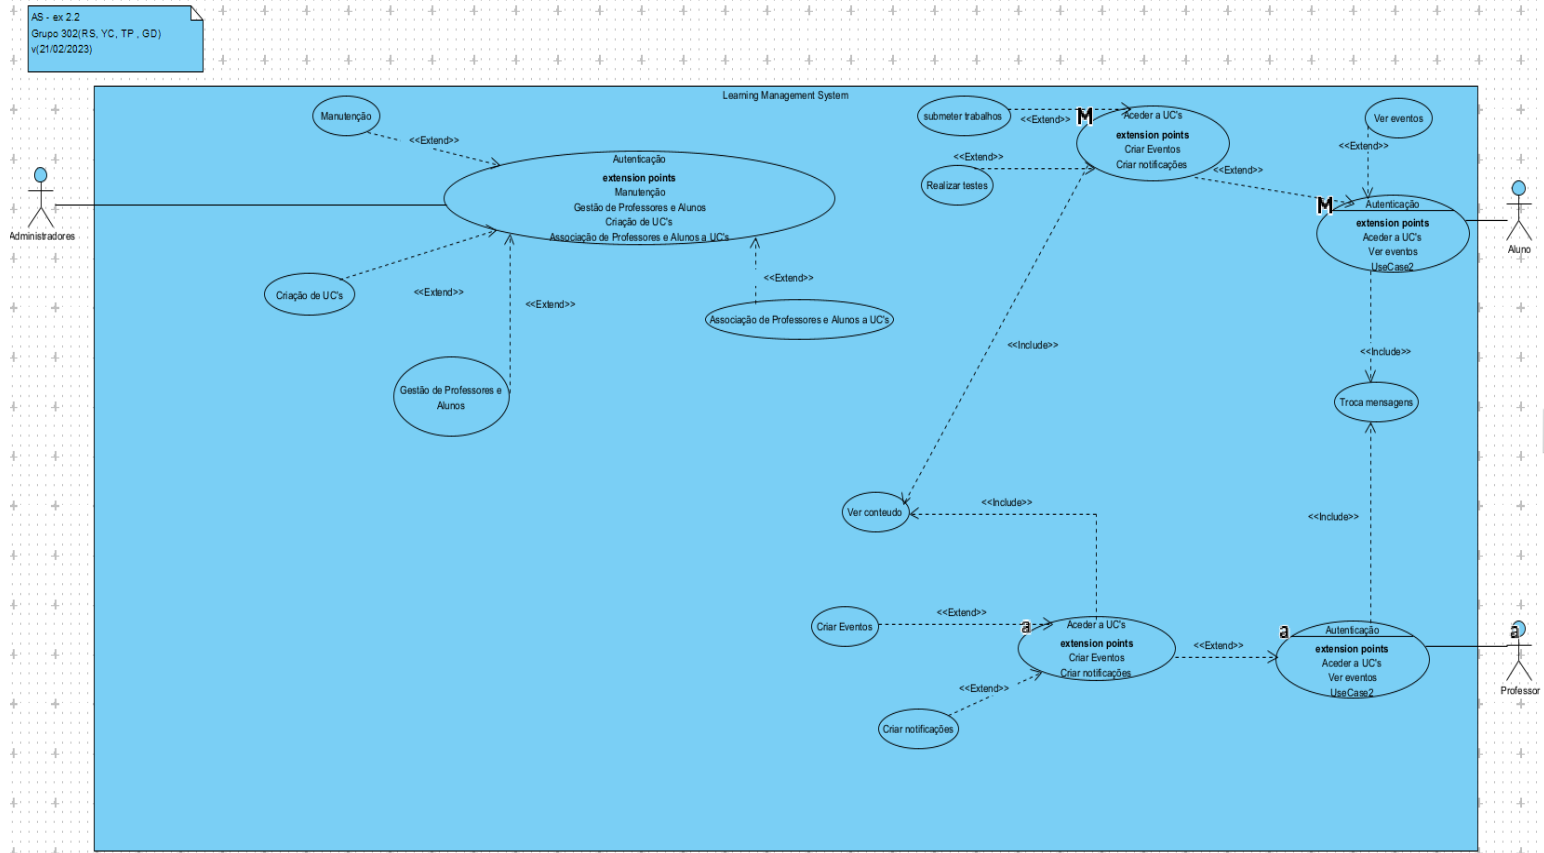 AS - ex 2.2
Grupo 302(RS, YC, TP , GD)
v(21/02/2023)
Learning Management System
Manutenção
<<Extend>>
Administradores
Autenticação
extension points
Manutenção
Gestão de Professores e Alunos
Criação de UC's
Associação de Professores e Alunos a UC's
Criação de UC's
<<Extend>>
<<Extend>>
<<Extend>>
Associação de Professores e Alunos a UC's
Gestão de Professores e
Alunos
submeter trabalhos
<<Extend>>
M
Aceder a UC's
extension points
Criar Eventos
Criar notificações
<<Extend>>
Realizar testes
<<Extend>>
Ver eventos
<<Extend>>
M
Autenticação
extension points
Aceder a UC's
Ver eventos
UseCase2
Aluno
<<Include>>
<<Include>>
Troca mensagens
Ver conteudo
<<Include>>
<<Include>>
Criar Eventos
<<Extend>>
a
Aceder a UC's
extension points
Criar Eventos
Criar notificações
<<Extend>>
Criar notificações
<<Extend>>
a
Autenticação
extension points
Aceder a UC's
Ver eventos
UseCase2
a
Professor